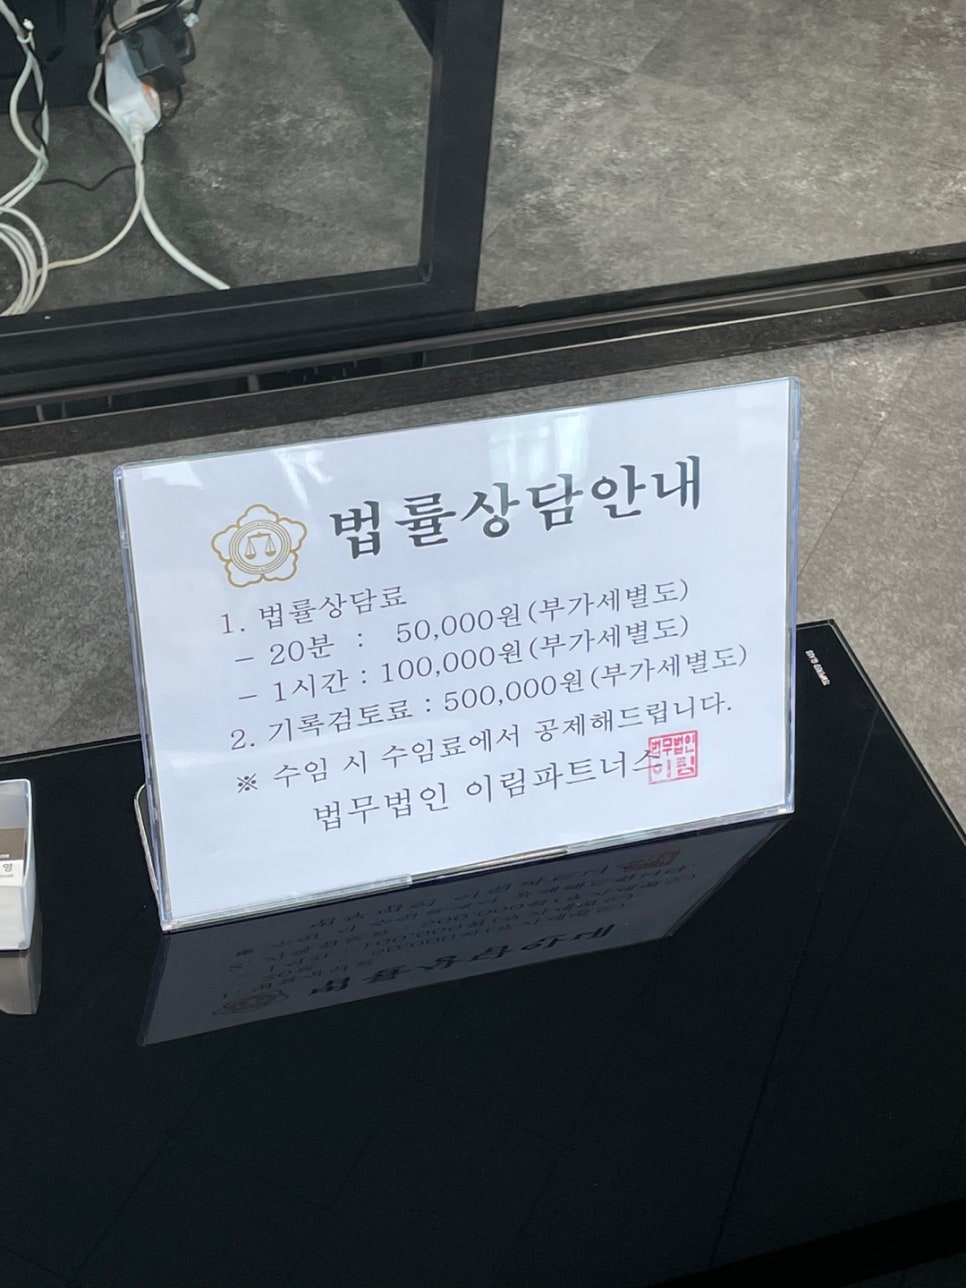 법률상담안내
1. 법률상담료
- 20분 : 50,000원(부가세별도)
- 1시간 : 100,000원(부가세별도)
2. 기록검토료 : 500,000원(부가세별도)
※ 수임 시 수임료에서 공제해드립니다.
법무법인 이림파트너스
법무법인
이림
영